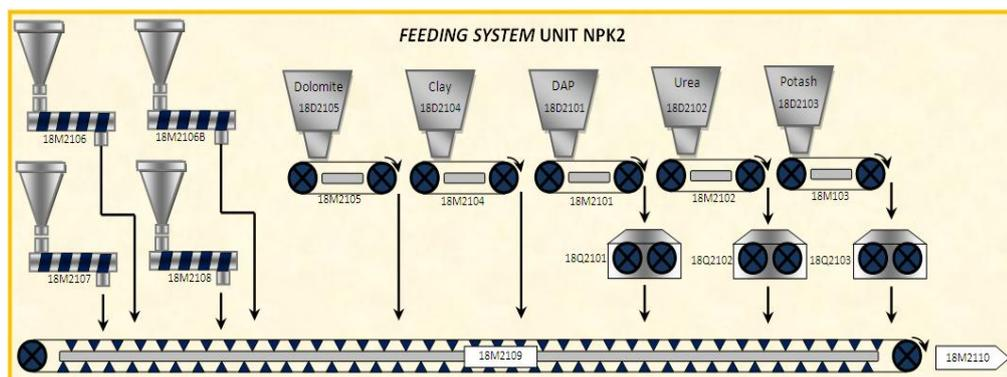 FEEDING SYSTEM UNIT NPK2
Dolomite
18D2105
Clay
18D2104
DAP
18D2101
Urea
18D2102
Potash
18D2103
18M2106
18M2106B
18M2105
18M2104
18M2101
18M2102
18M103
18M2107
18M2108
18Q2101
18Q2102
18Q2103
18M2109
18M2110